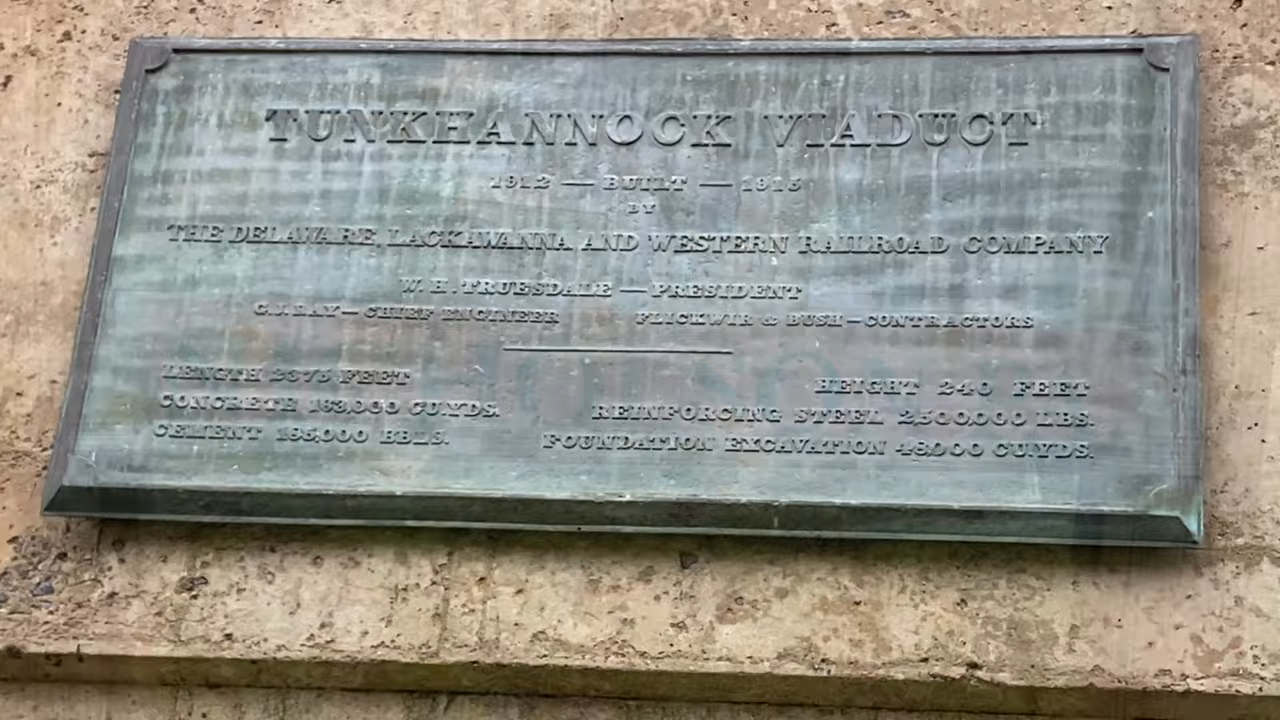 TUNKHANNOCK VIADUCT
1912 — BUILT — 1915
BY
THE DELAWARE, LACKAWANNA AND WESTERN RAILROAD COMPANY
W. H. TRUESDALE — PRESIDENT
G.J. RAY — CHIEF ENGINEER FLICKWIR & BUSH — CONTRACTORS
LENGTH 2375 FEET HEIGHT 240 FEET
CONCRETE 163,000 CU.YDS. REINFORCING STEEL 2,500,000 LBS.
CEMENT 165,000 BBLS. FOUNDATION EXCAVATION 48,000 CU.YDS.